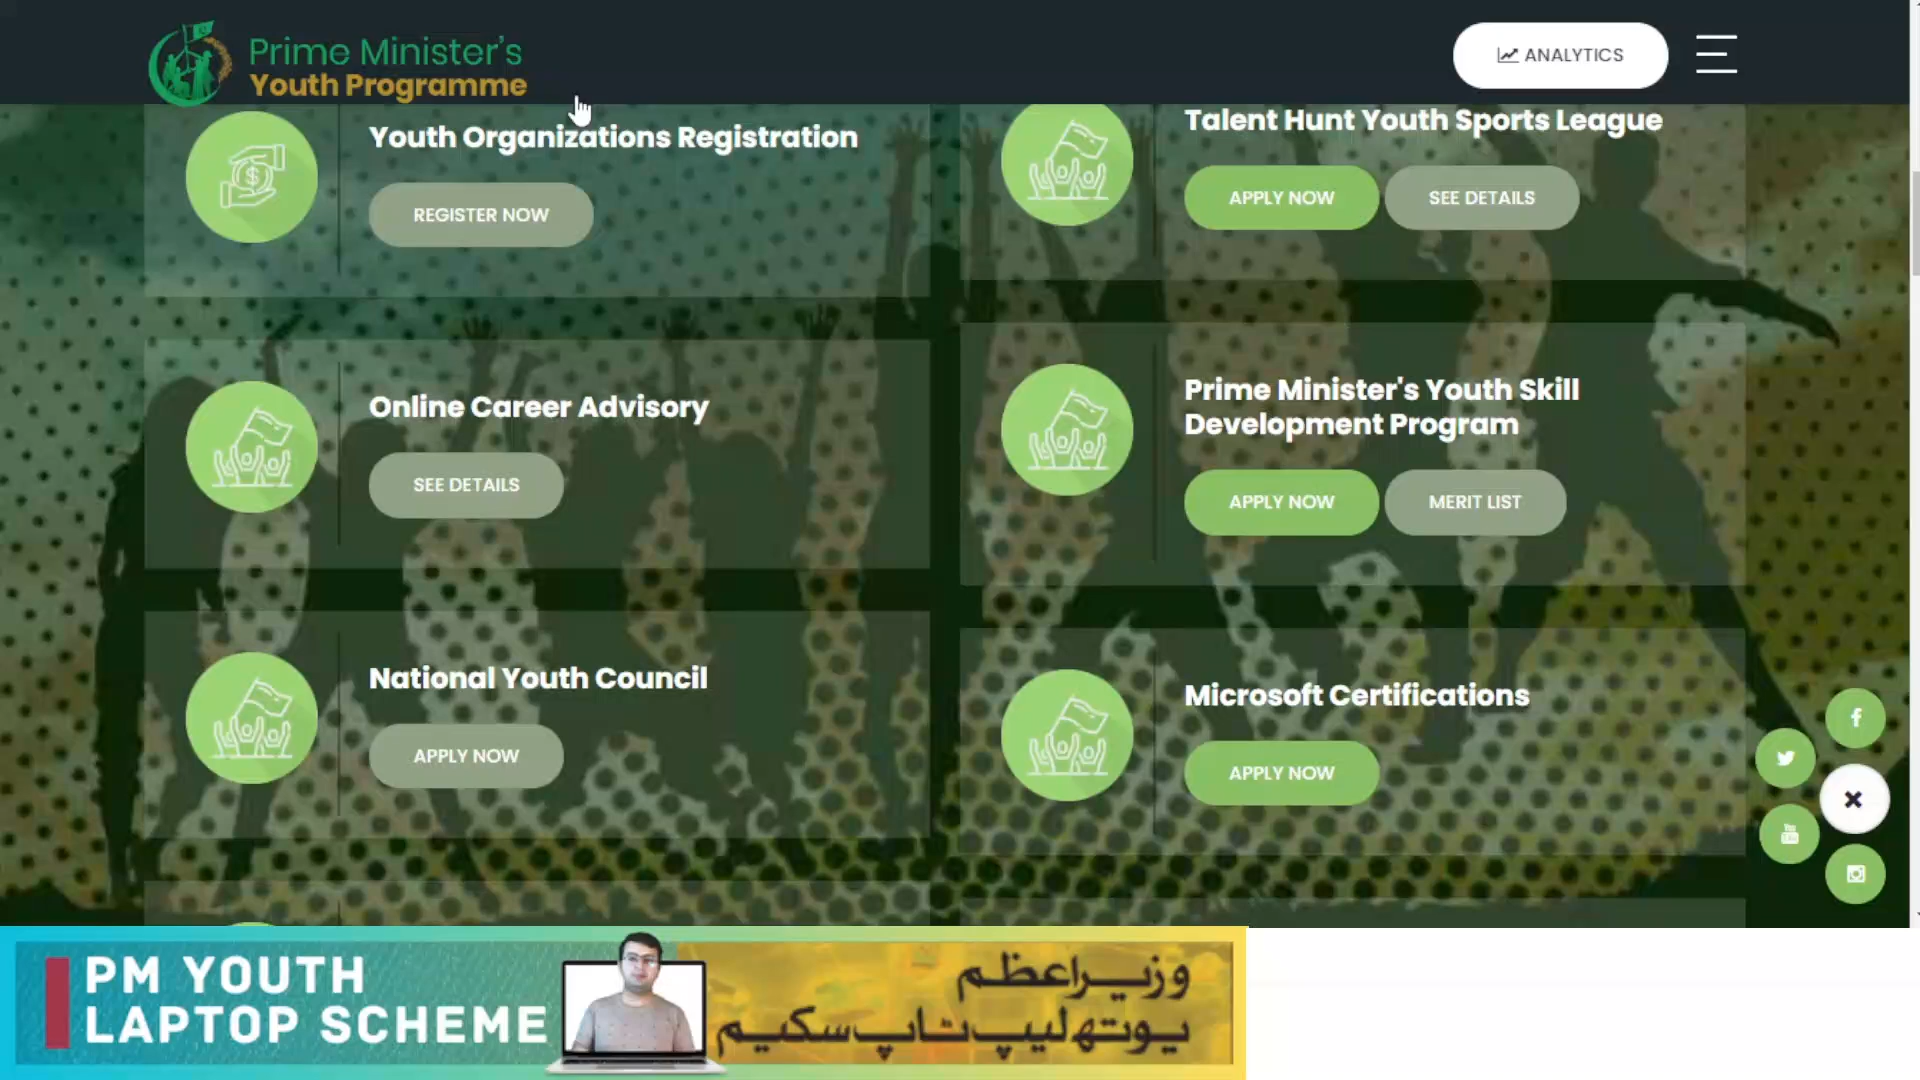 Prime Minister's
Youth Programme
ANALYTICS
Youth Organizations Registration
REGISTER NOW
Talent Hunt Youth Sports League
APPLY NOW
SEE DETAILS
Online Career Advisory
SEE DETAILS
Prime Minister's Youth Skill
Development Program
APPLY NOW
MERIT LIST
National Youth Council
APPLY NOW
Microsoft Certifications
APPLY NOW
PM YOUTH
LAPTOP SCHEME
وزیراعظم
یوتھ لیپ ٹاپ سکیم